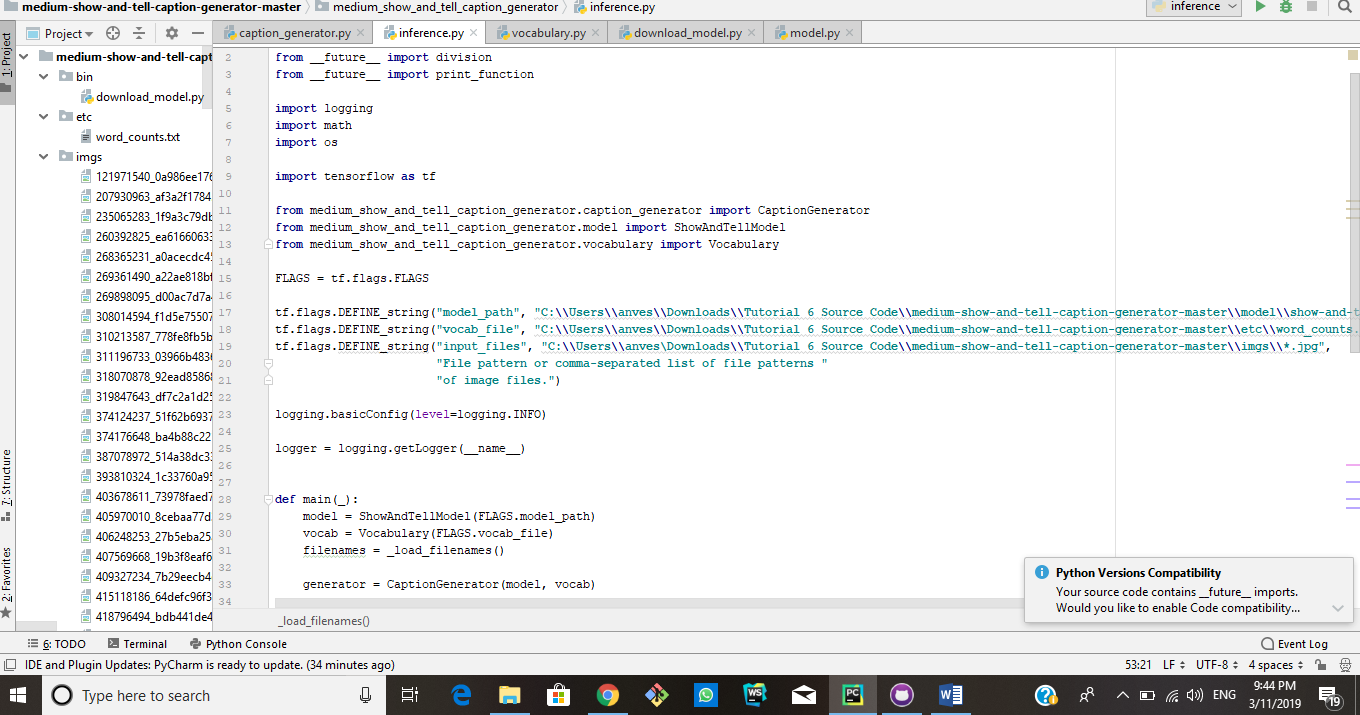 medium-show-and-tell-caption-generator-master
medium_show_and_tell_caption_generator
inference.py
inference
Project
caption_generator.py
inference.py
vocabulary.py
download_model.py
model.py
1: Project
7: Structure
2: Favorites
medium-show-and-tell-capt
bin
download_model.py
etc
word_counts.txt
imgs
121971540_0a986ee176
207930963_af3a2f1784
235065283_1f9a3c79db
260392825_ea6166063
268365231_a0acecdc4
269361490_a22ae818bf
269898095_d00ac7d7a
308014594_f1d5e75507
310213587_778fe8fb5b
311196733_03966b483
318070878_92ead8586
319847643_df7c2a1d25
374124237_51f62b6937
374176648_ba4b88c22
387078972_514a38dc3
393810324_1c33760a95
403678611_73978faed7
405970010_8cebaa77d
406248253_27b5eba25
407569668_19b3f8eaf6
409327234_7b29eecb4
415118186_64defc96f3
418796494_bdb441de4
2 from __future__ import division
3 from __future__ import print_function
4
5 import logging
6 import math
7 import os
8
9 import tensorflow as tf
10
11 from medium_show_and_tell_caption_generator.caption_generator import CaptionGenerator
12 from medium_show_and_tell_caption_generator.model import ShowAndTellModel
13 from medium_show_and_tell_caption_generator.vocabulary import Vocabulary
14
15 FLAGS = tf.flags.FLAGS
16
17 tf.flags.DEFINE_string("model_path", "C:\\Users\\anves\\Downloads\\Tutorial 6 Source Code\\medium-show-and-tell-caption-generator-master\\model\\show-and-t
18 tf.flags.DEFINE_string("vocab_file", "C:\\Users\\anves\\Downloads\\Tutorial 6 Source Code\\medium-show-and-tell-caption-generator-master\\etc\\word_counts.
19 tf.flags.DEFINE_string("input_files", "C:\\Users\\anves\\Downloads\\Tutorial 6 Source Code\\medium-show-and-tell-caption-generator-master\\imgs\\*.jpg",
20 "File pattern or comma-separated list of file patterns "
21 "of image files.")
22
23 logging.basicConfig(level=logging.INFO)
24
25 logger = logging.getLogger(__name__)
26
27
28 def main(_):
29 model = ShowAndTellModel(FLAGS.model_path)
30 vocab = Vocabulary(FLAGS.vocab_file)
31 filenames = _load_filenames()
32
33 generator = CaptionGenerator(model, vocab)
34
_load_filenames()
Python Versions Compatibility
Your source code contains __future__ imports.
Would you like to enable Code compatibility...
6: TODO
Terminal
Python Console
Event Log
IDE and Plugin Updates: PyCharm is ready to update. (34 minutes ago)
53:21 LF UTF-8 4 spaces
Type here to search
ENG
9:44 PM
3/11/2019
19